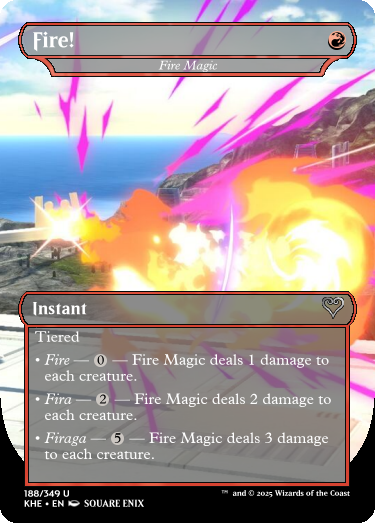 Fire!
Fire Magic
Instant
Tiered
• Fire — 0 — Fire Magic deals 1 damage to
each creature.
• Fira — 2 — Fire Magic deals 2 damage to
each creature.
• Firaga — 5 — Fire Magic deals 3 damage
to each creature.
188/349 U
KHE • EN SQUARE ENIX
™ and © 2025 Wizards of the Coast